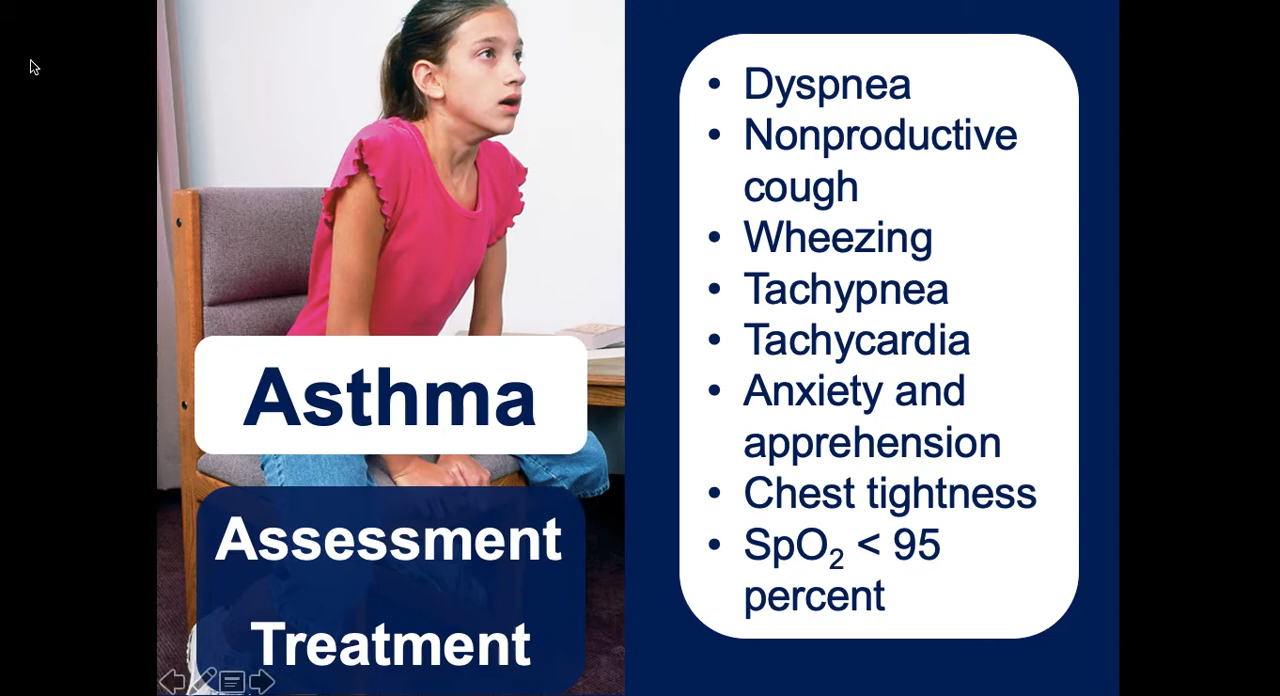 Asthma
Assessment
Treatment
• Dyspnea
• Nonproductive
cough
• Wheezing
• Tachypnea
• Tachycardia
• Anxiety and
apprehension
• Chest tightness
• SpO₂ < 95
percent